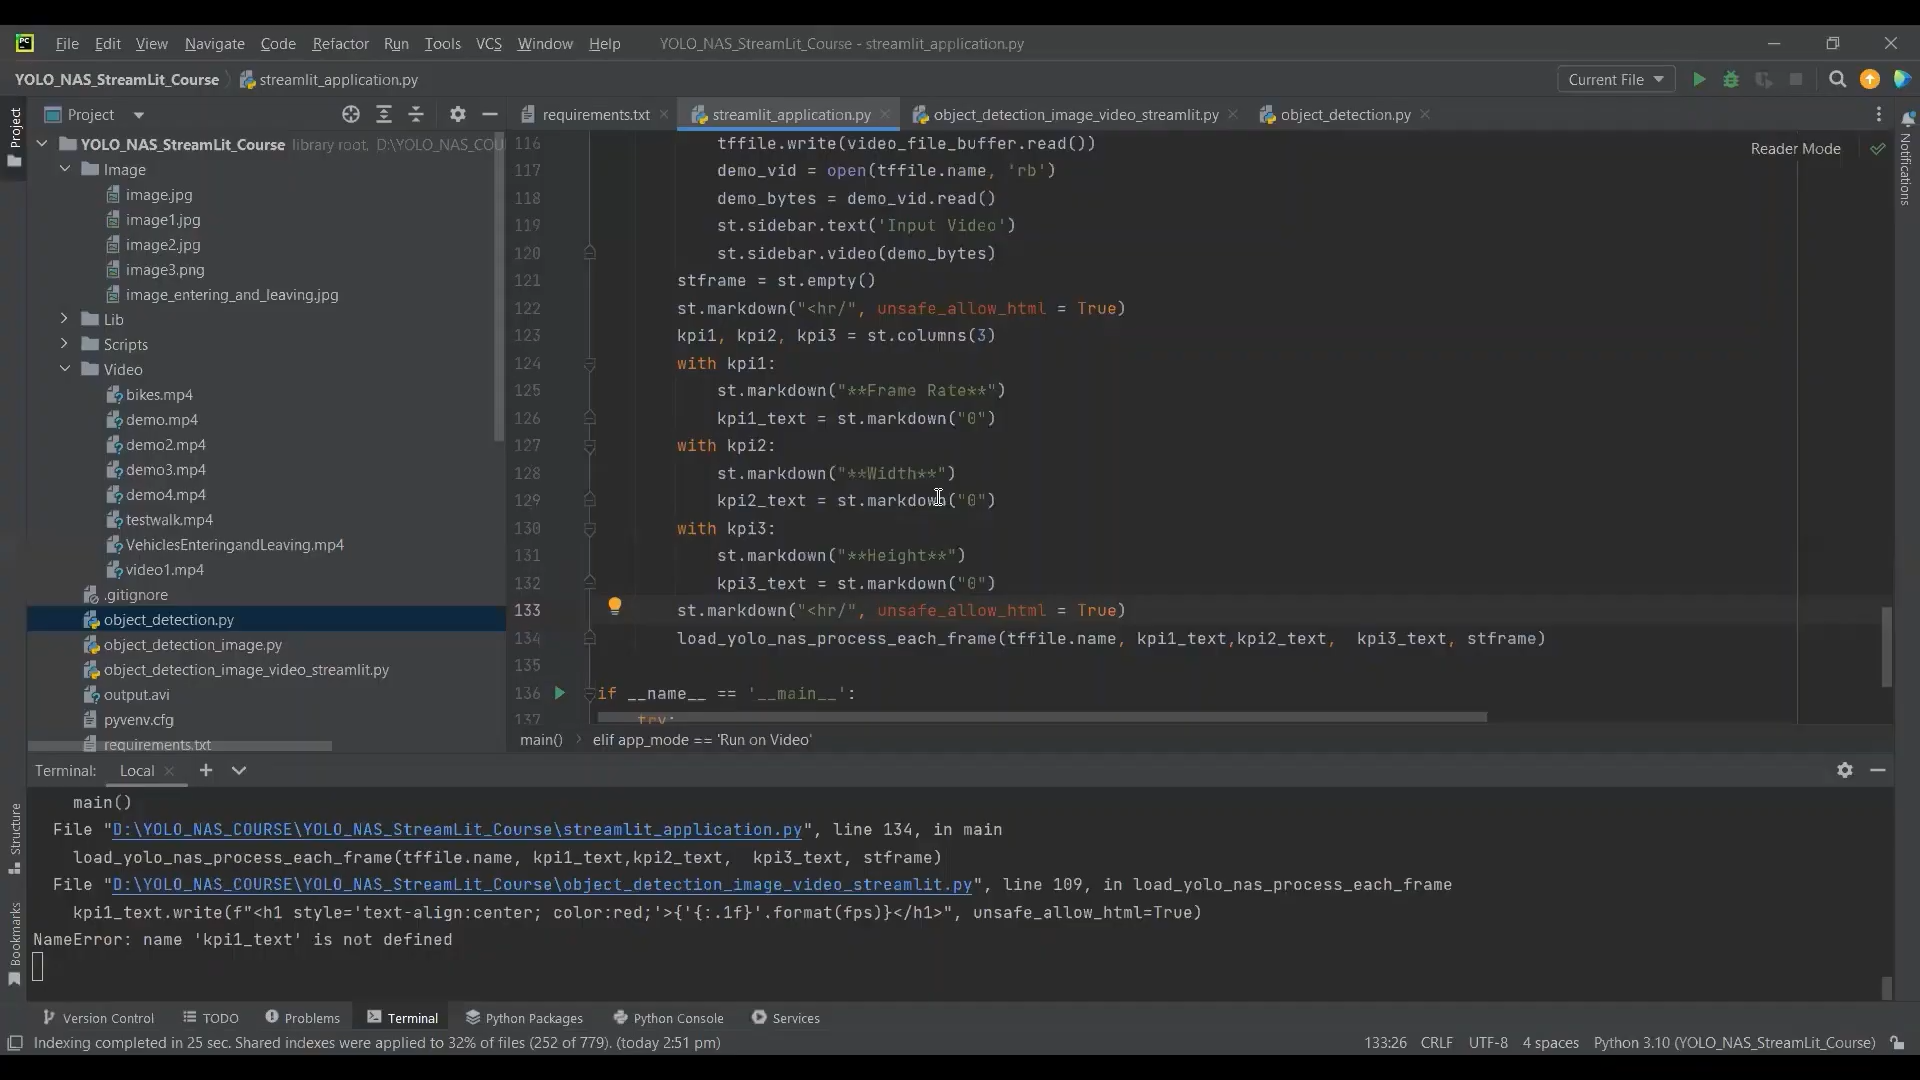 File Edit View Navigate Code Refactor Run Tools VCS Window Help YOLO_NAS_StreamLit_Course - streamlit_application.py
YOLO_NAS_StreamLit_Course streamlit_application.py Current File
Project
Project
YOLO_NAS_StreamLit_Course library root, D:\YOLO_NAS_COU
Image
image.jpg
image1.jpg
image2.jpg
image3.png
image_entering_and_leaving.jpg
Lib
Scripts
Video
bikes.mp4
demo.mp4
demo2.mp4
demo3.mp4
demo4.mp4
testwalk.mp4
VehiclesEnteringandLeaving.mp4
video1.mp4
.gitignore
object_detection.py
object_detection_image.py
object_detection_image_video_streamlit.py
output.avi
pyvenv.cfg
requirements.txt
requirements.txt streamlit_application.py object_detection_image_video_streamlit.py object_detection.py
Reader Mode
Notifications
116 tffile.write(video_file_buffer.read())
117 demo_vid = open(tffile.name, 'rb')
118 demo_bytes = demo_vid.read()
119 st.sidebar.text('Input Video')
120 st.sidebar.video(demo_bytes)
121 stframe = st.empty()
122 st.markdown("<hr/", unsafe_allow_html = True)
123 kpi1, kpi2, kpi3 = st.columns(3)
124 with kpi1:
125 st.markdown("**Frame Rate**")
126 kpi1_text = st.markdown("0")
127 with kpi2:
128 st.markdown("**Width**")
129 kpi2_text = st.markdown("0")
130 with kpi3:
131 st.markdown("**Height**")
132 kpi3_text = st.markdown("0")
133 st.markdown("<hr/", unsafe_allow_html = True)
134 load_yolo_nas_process_each_frame(tffile.name, kpi1_text,kpi2_text,  kpi3_text, stframe)
135
136 if __name__ == '__main__':
137 try:
main() elif app_mode == 'Run on Video'
Terminal: Local
main()
File "D:\YOLO_NAS_COURSE\YOLO_NAS_StreamLit_Course\streamlit_application.py", line 134, in main
load_yolo_nas_process_each_frame(tffile.name, kpi1_text,kpi2_text,  kpi3_text, stframe)
File "D:\YOLO_NAS_COURSE\YOLO_NAS_StreamLit_Course\object_detection_image_video_streamlit.py", line 109, in load_yolo_nas_process_each_frame
kpi1_text.write(f"<h1 style='text-align:center; color:red;'>{'{:.1f}'.format(fps)}</h1>", unsafe_allow_html=True)
NameError: name 'kpi1_text' is not defined
Structure
Bookmarks
Version Control TODO Problems Terminal Python Packages Python Console Services
Indexing completed in 25 sec. Shared indexes were applied to 32% of files (252 of 779). (today 2:51 pm) 133:26 CRLF UTF-8 4 spaces Python 3.10 (YOLO_NAS_StreamLit_Course)